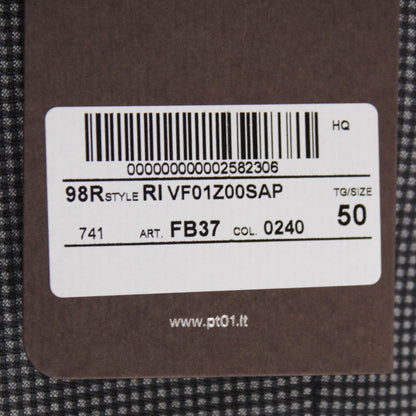 HQ
000000000002582306
98R STYLE RI VF01Z00SAP TG/SIZE
741 ART. FB37 COL. 0240 50
www.pt01.it